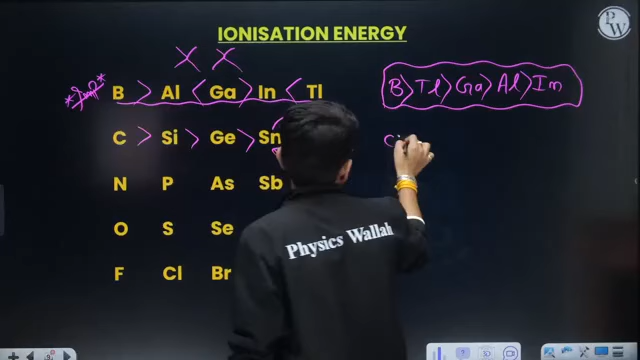 IONISATION ENERGY
P W
*Imp* B > Al < Ga > In < Tl
B > Tl > Ga > Al > In
C > Si > Ge > Sn
N P As Sb
O S Se
F Cl Br
Physics Wallah